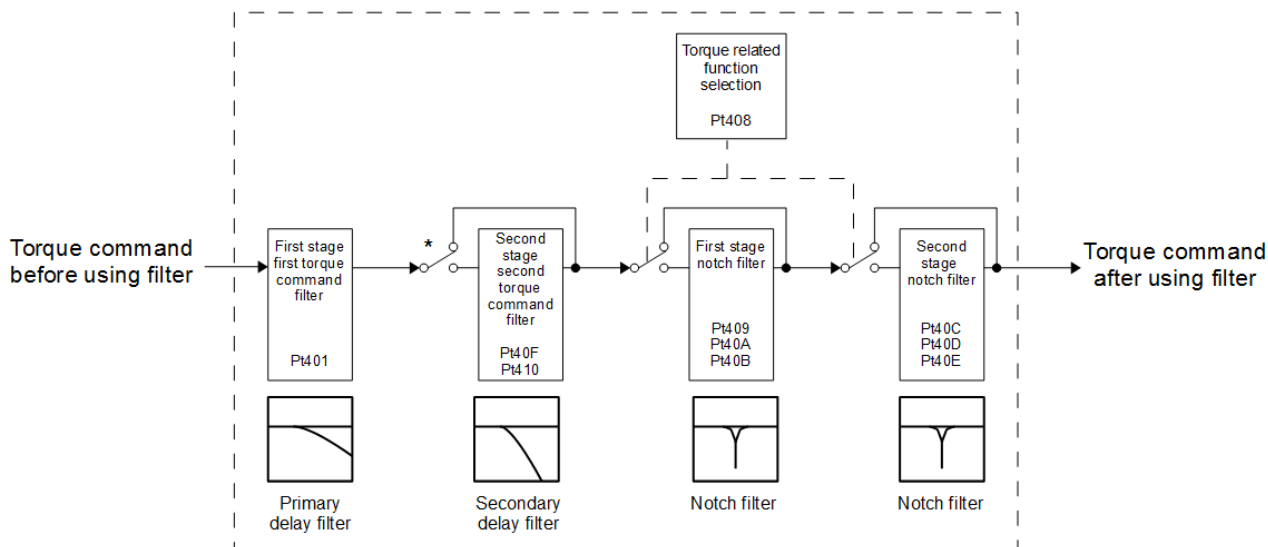 Torque related
function
selection
Pt408
Torque command
before using filter
First stage
first torque
command
filter
Pt401
*
Second
stage
second
torque
command
filter
Pt40F
Pt410
First stage
notch filter
Pt409
Pt40A
Pt40B
Second
stage
notch filter
Pt40C
Pt40D
Pt40E
Torque command
after using filter
Primary
delay filter
Secondary
delay filter
Notch filter
Notch filter